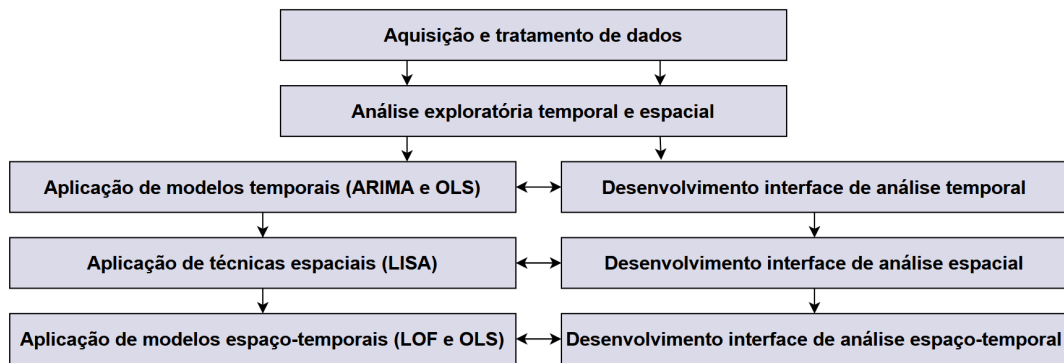 Aquisição e tratamento de dados
Análise exploratória temporal e espacial
Aplicação de modelos temporais (ARIMA e OLS)
Desenvolvimento interface de análise temporal
Aplicação de técnicas espaciais (LISA)
Desenvolvimento interface de análise espacial
Aplicação de modelos espaço-temporais (LOF e OLS)
Desenvolvimento interface de análise espaço-temporal